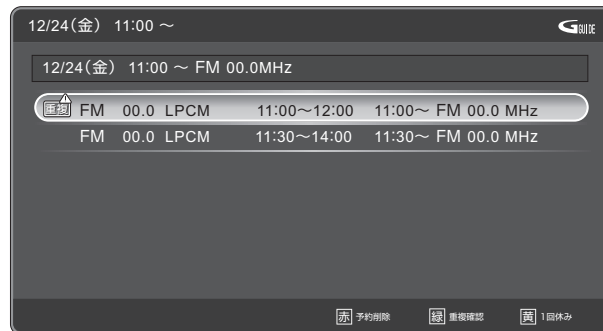 12/24(金) 11:00 ~
G GUIDE
12/24(金) 11:00 ~ FM 00.0MHz
重複 FM 00.0 LPCM 11:00~12:00 11:00~ FM 00.0 MHz
FM 00.0 LPCM 11:30~14:00 11:30~ FM 00.0 MHz
赤 予約削除 緑 重複確認 黄 1回休み